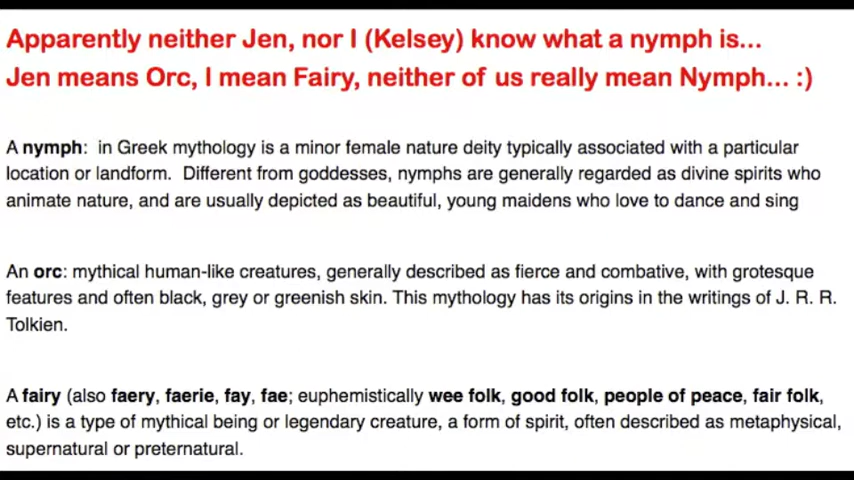 Apparently neither Jen, nor I (Kelsey) know what a nymph is...
Jen means Orc, I mean Fairy, neither of us really mean Nymph... :)
A nymph:  in Greek mythology is a minor female nature deity typically associated with a particular
location or landform.  Different from goddesses, nymphs are generally regarded as divine spirits who
animate nature, and are usually depicted as beautiful, young maidens who love to dance and sing
An orc: mythical human-like creatures, generally described as fierce and combative, with grotesque
features and often black, grey or greenish skin. This mythology has its origins in the writings of J. R. R.
Tolkien.
A fairy (also faery, faerie, fay, fae; euphemistically wee folk, good folk, people of peace, fair folk,
etc.) is a type of mythical being or legendary creature, a form of spirit, often described as metaphysical,
supernatural or preternatural.